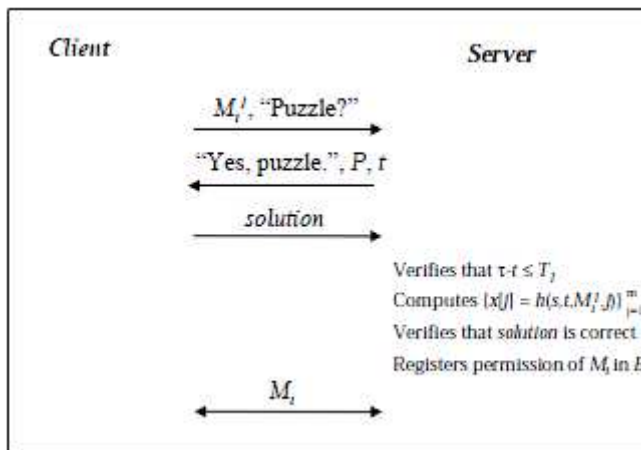 Client
Server
M_i^1, “Puzzle?”
“Yes, puzzle.”, P, t
solution
Verifies that τ-t ≤ T_1
Computes {x[j] = h(s,t,M_i^1,j)}
Verifies that solution is correct
Registers permission of M_i in
M_i